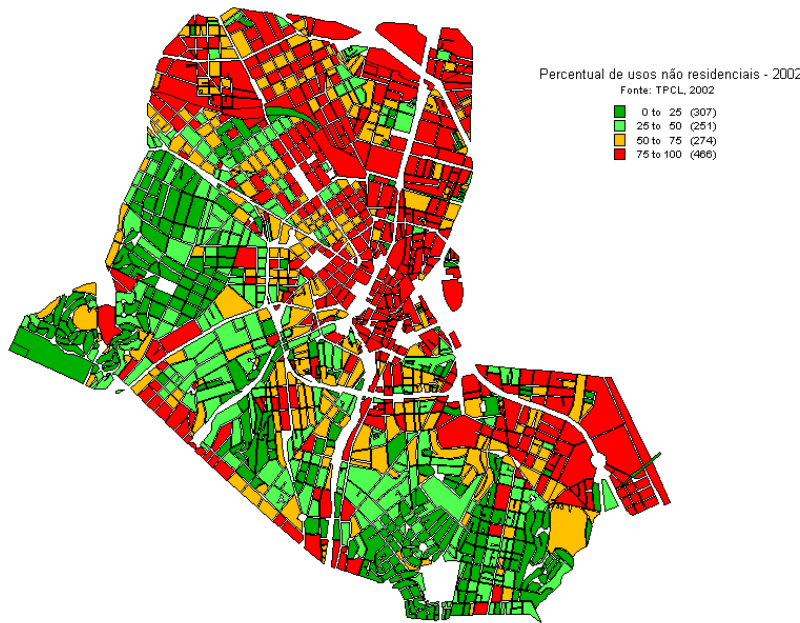 Percentual de usos não residenciais - 2002
Fonte: TPCL, 2002
0 to 25 (307)
25 to 50 (251)
50 to 75 (274)
75 to 100 (466)